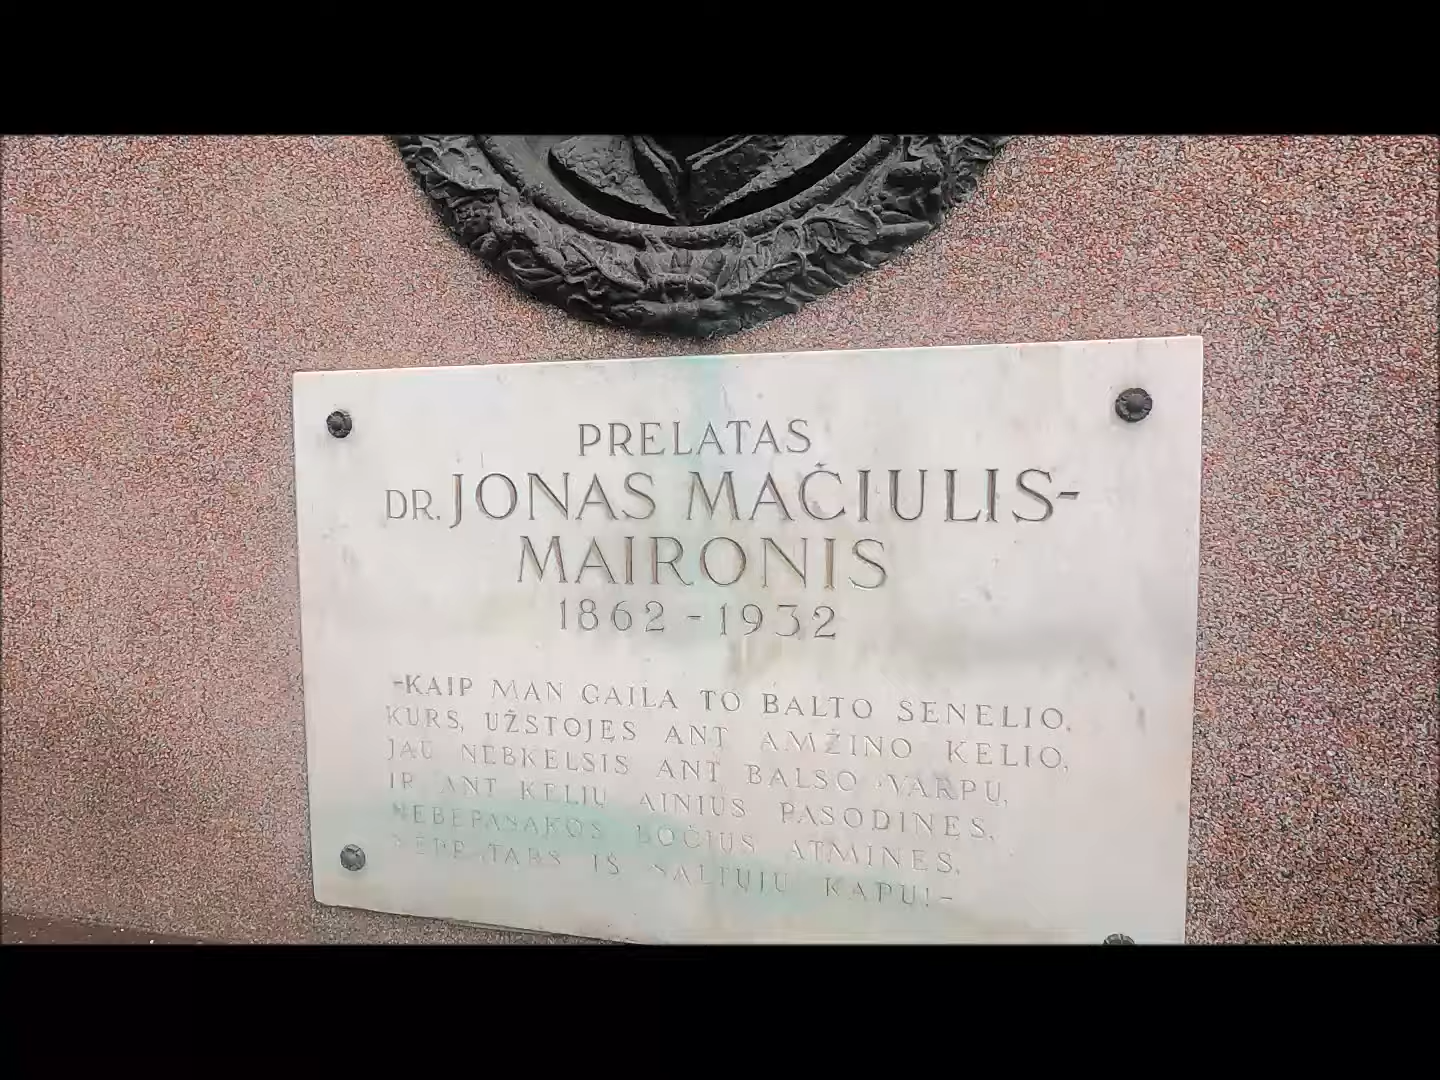 PRELATAS
DR. JONAS MAČIULIS-
MAIRONIS
1862 - 1932
-KAIP MAN GAILA TO BALTO SENELIO,
KURS, UŽSTOJĘS ANT AMŽINO KELIO,
JAU NEBKELSIS ANT BALSO VARPU,
IR ANT KELIŲ AINIUS PASODINĘS,
NEBEPASAKOS BOČIUS ATMINĘS,
IŠ ŠALTŲJŲ KAPŲ!-